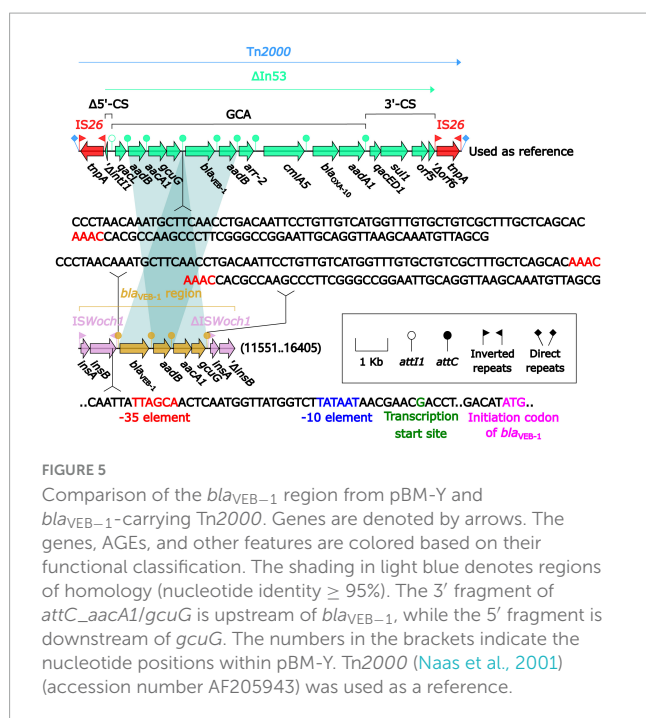 Tn2000
ΔIn53
Δ5'-CS
3'-CS
IS26
GCA
IS26
Used as reference
tnpA
'ΔintI1
qacL
aadB
aacA1
gcuG
blaVEB-1
aadB
arr-2
cmlA5
blaOXA-10
aadA1
qacED1
sul1
orf5
'Δorf6
tnpA
CCCTAACAAATGCTTCAACCTGACAATTCCTGTTGTCATGGTTTGTGCTGTCGCTTTGCTCAGCAC
AAACCACGCCAAGCCCTTCGGGCCGGAATTGCAGGTTAAGCAAATGTTAGCG
CCCTAACAAATGCTTCAACCTGACAATTCCTGTTGTCATGGTTTGTGCTGTCGCTTTGCTCAGCACAAAC
AAACCACGCCAAGCCCTTCGGGCCGGAATTGCAGGTTAAGCAAATGTTAGCG
blaVEB-1 region
ISWoch1
ΔISWoch1
(11551..16405)
insA
insB
blaVEB-1
aadB
aacA1
gcuG
insA
'ΔinsB
1 Kb
attI1
attC
Inverted
repeats
Direct
repeats
..CAATTATTAGCAACTCAATGGTTATGGTCTTATAATAACGAACGACCT..GACATATG..
-35 element
-10 element
Transcription
start site
Initiation codon
of blaVEB-1
FIGURE 5
Comparison of the blaVEB−1 region from pBM-Y and
blaVEB−1-carrying Tn2000. Genes are denoted by arrows. The
genes, AGEs, and other features are colored based on their
functional classification. The shading in light blue denotes regions
of homology (nucleotide identity ≥ 95%). The 3′ fragment of
attC_aacA1/gcuG is upstream of blaVEB−1, while the 5′ fragment is
downstream of gcuG. The numbers in the brackets indicate the
nucleotide positions within pBM-Y. Tn2000 (Naas et al., 2001)
(accession number AF205943) was used as a reference.